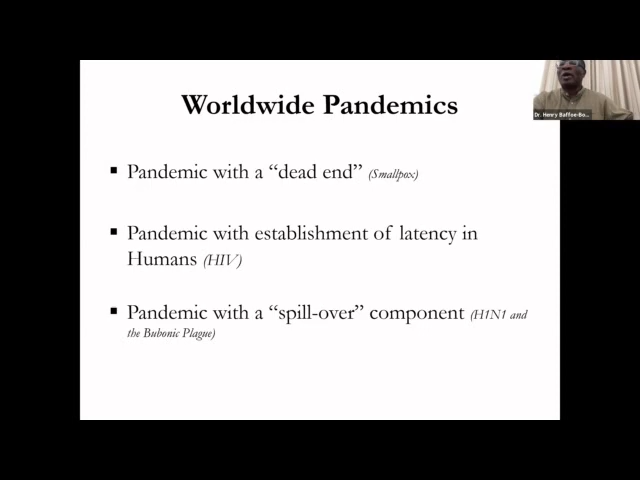 Worldwide Pandemics
Dr. Henry Baffoe-Bo...
▪ Pandemic with a “dead end” (Smallpox)
▪ Pandemic with establishment of latency in
Humans (HIV)
▪ Pandemic with a “spill-over” component (H1N1 and
the Bubonic Plague)